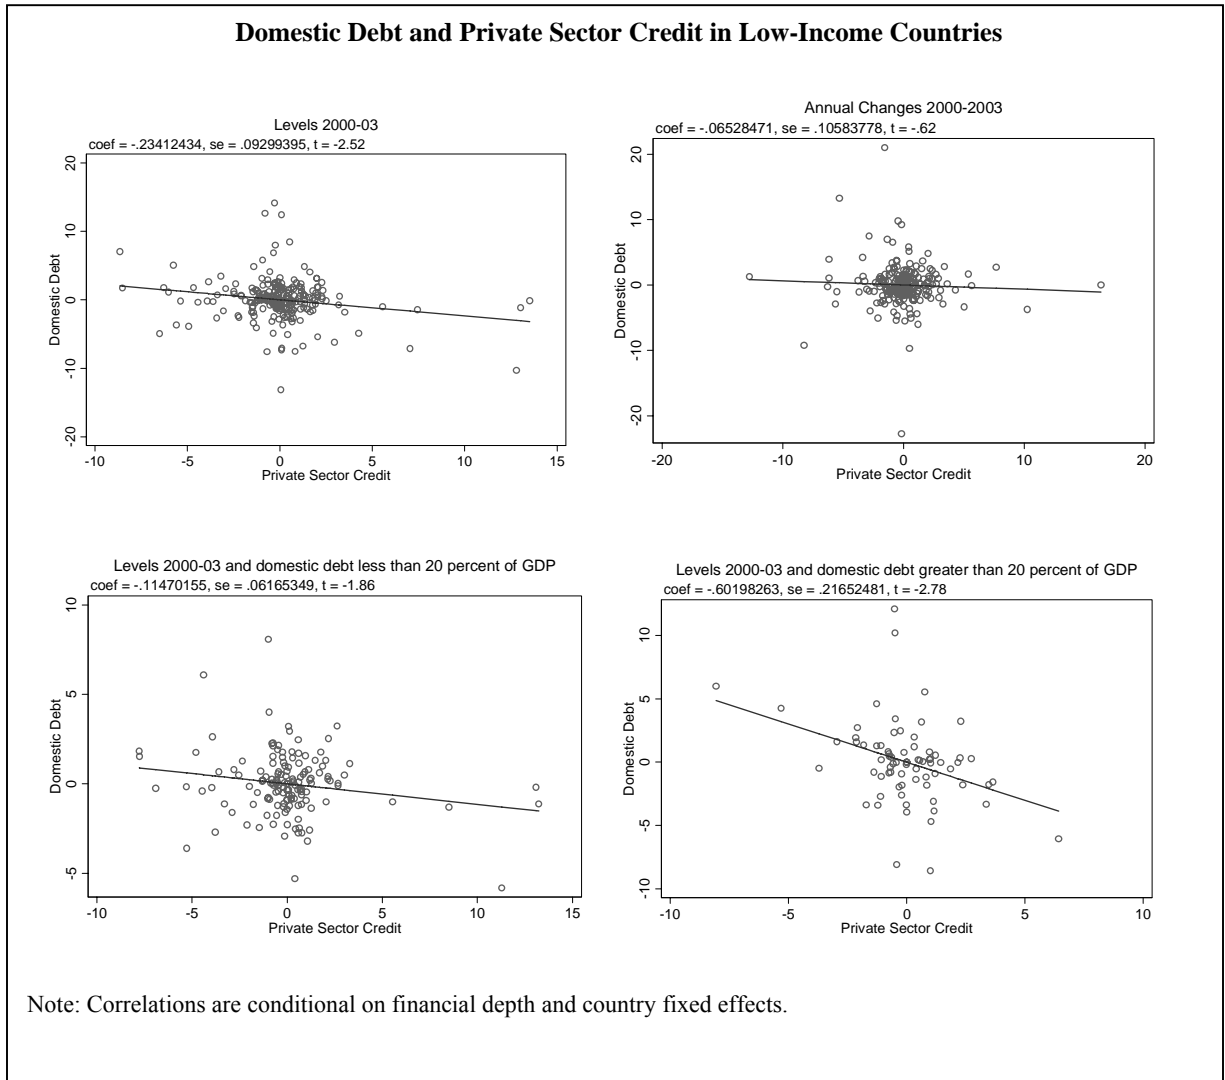 Domestic Debt and Private Sector Credit in Low-Income Countries
Levels 2000-03
coef = -.23412434, se = .09299395, t = -2.52
20
10
0
-10
-20
Domestic Debt
-10
-5
0
5
10
15
Private Sector Credit
Annual Changes 2000-2003
coef = -.06528471, se = .10583778, t = -.62
20
10
0
-10
-20
Domestic Debt
-20
-10
0
10
20
Private Sector Credit
Levels 2000-03 and domestic debt less than 20 percent of GDP
coef = -.11470155, se = .06165349, t = -1.86
10
5
0
-5
Domestic Debt
-10
-5
0
5
10
15
Private Sector Credit
Levels 2000-03 and domestic debt greater than 20 percent of GDP
coef = -.60198263, se = .21652481, t = -2.78
10
5
0
-5
-10
Domestic Debt
-10
-5
0
5
10
Private Sector Credit
Note: Correlations are conditional on financial depth and country fixed effects.